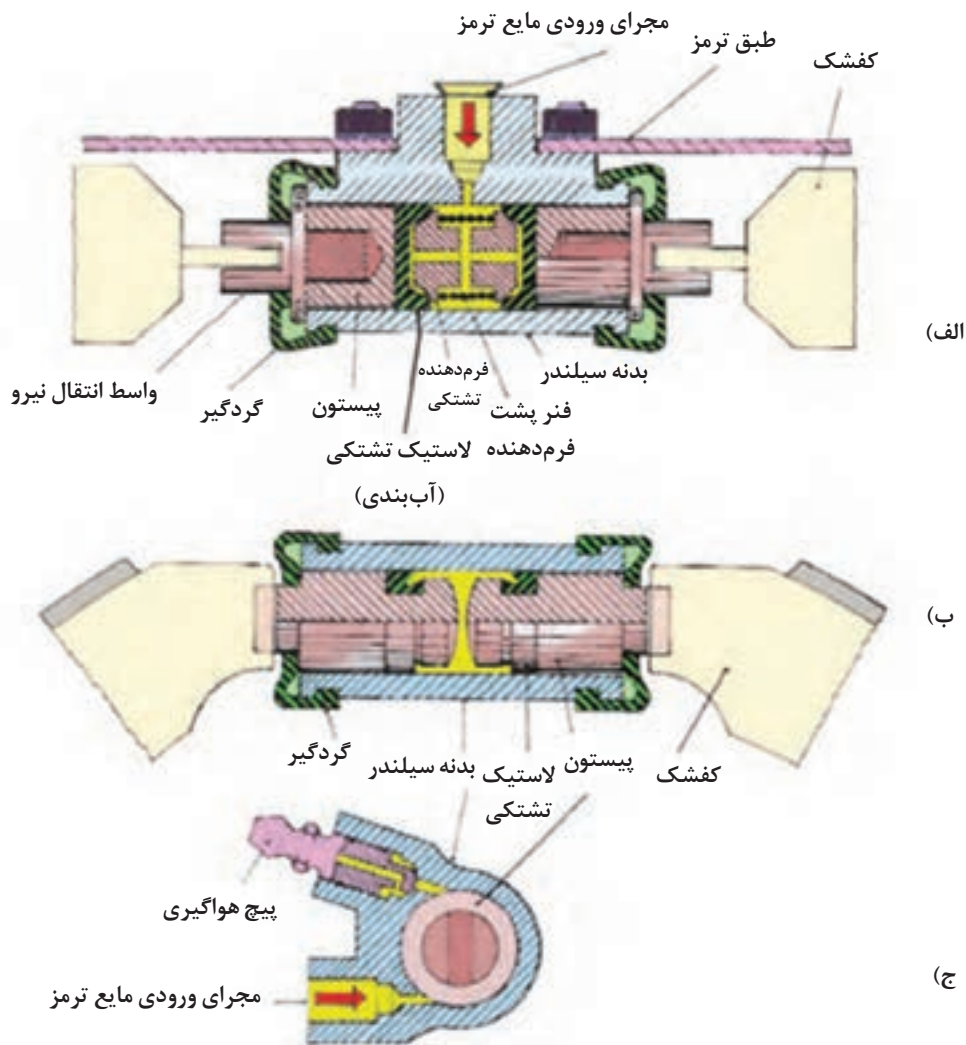 مجرای ورودی مایع ترمز
طبق ترمز
کفشک
الف)
واسط انتقال نیرو
گردگیر
پیستون
فرم‌دهنده
تشتکی
لاستیک تشتکی
(آب‌بندی)
فنر پشت
فرم‌دهنده
بدنه سیلندر
ب)
گردگیر
بدنه سیلندر
لاستیک
تشتکی
پیستون
کفشک
پیچ هواگیری
مجرای ورودی مایع ترمز
ج)